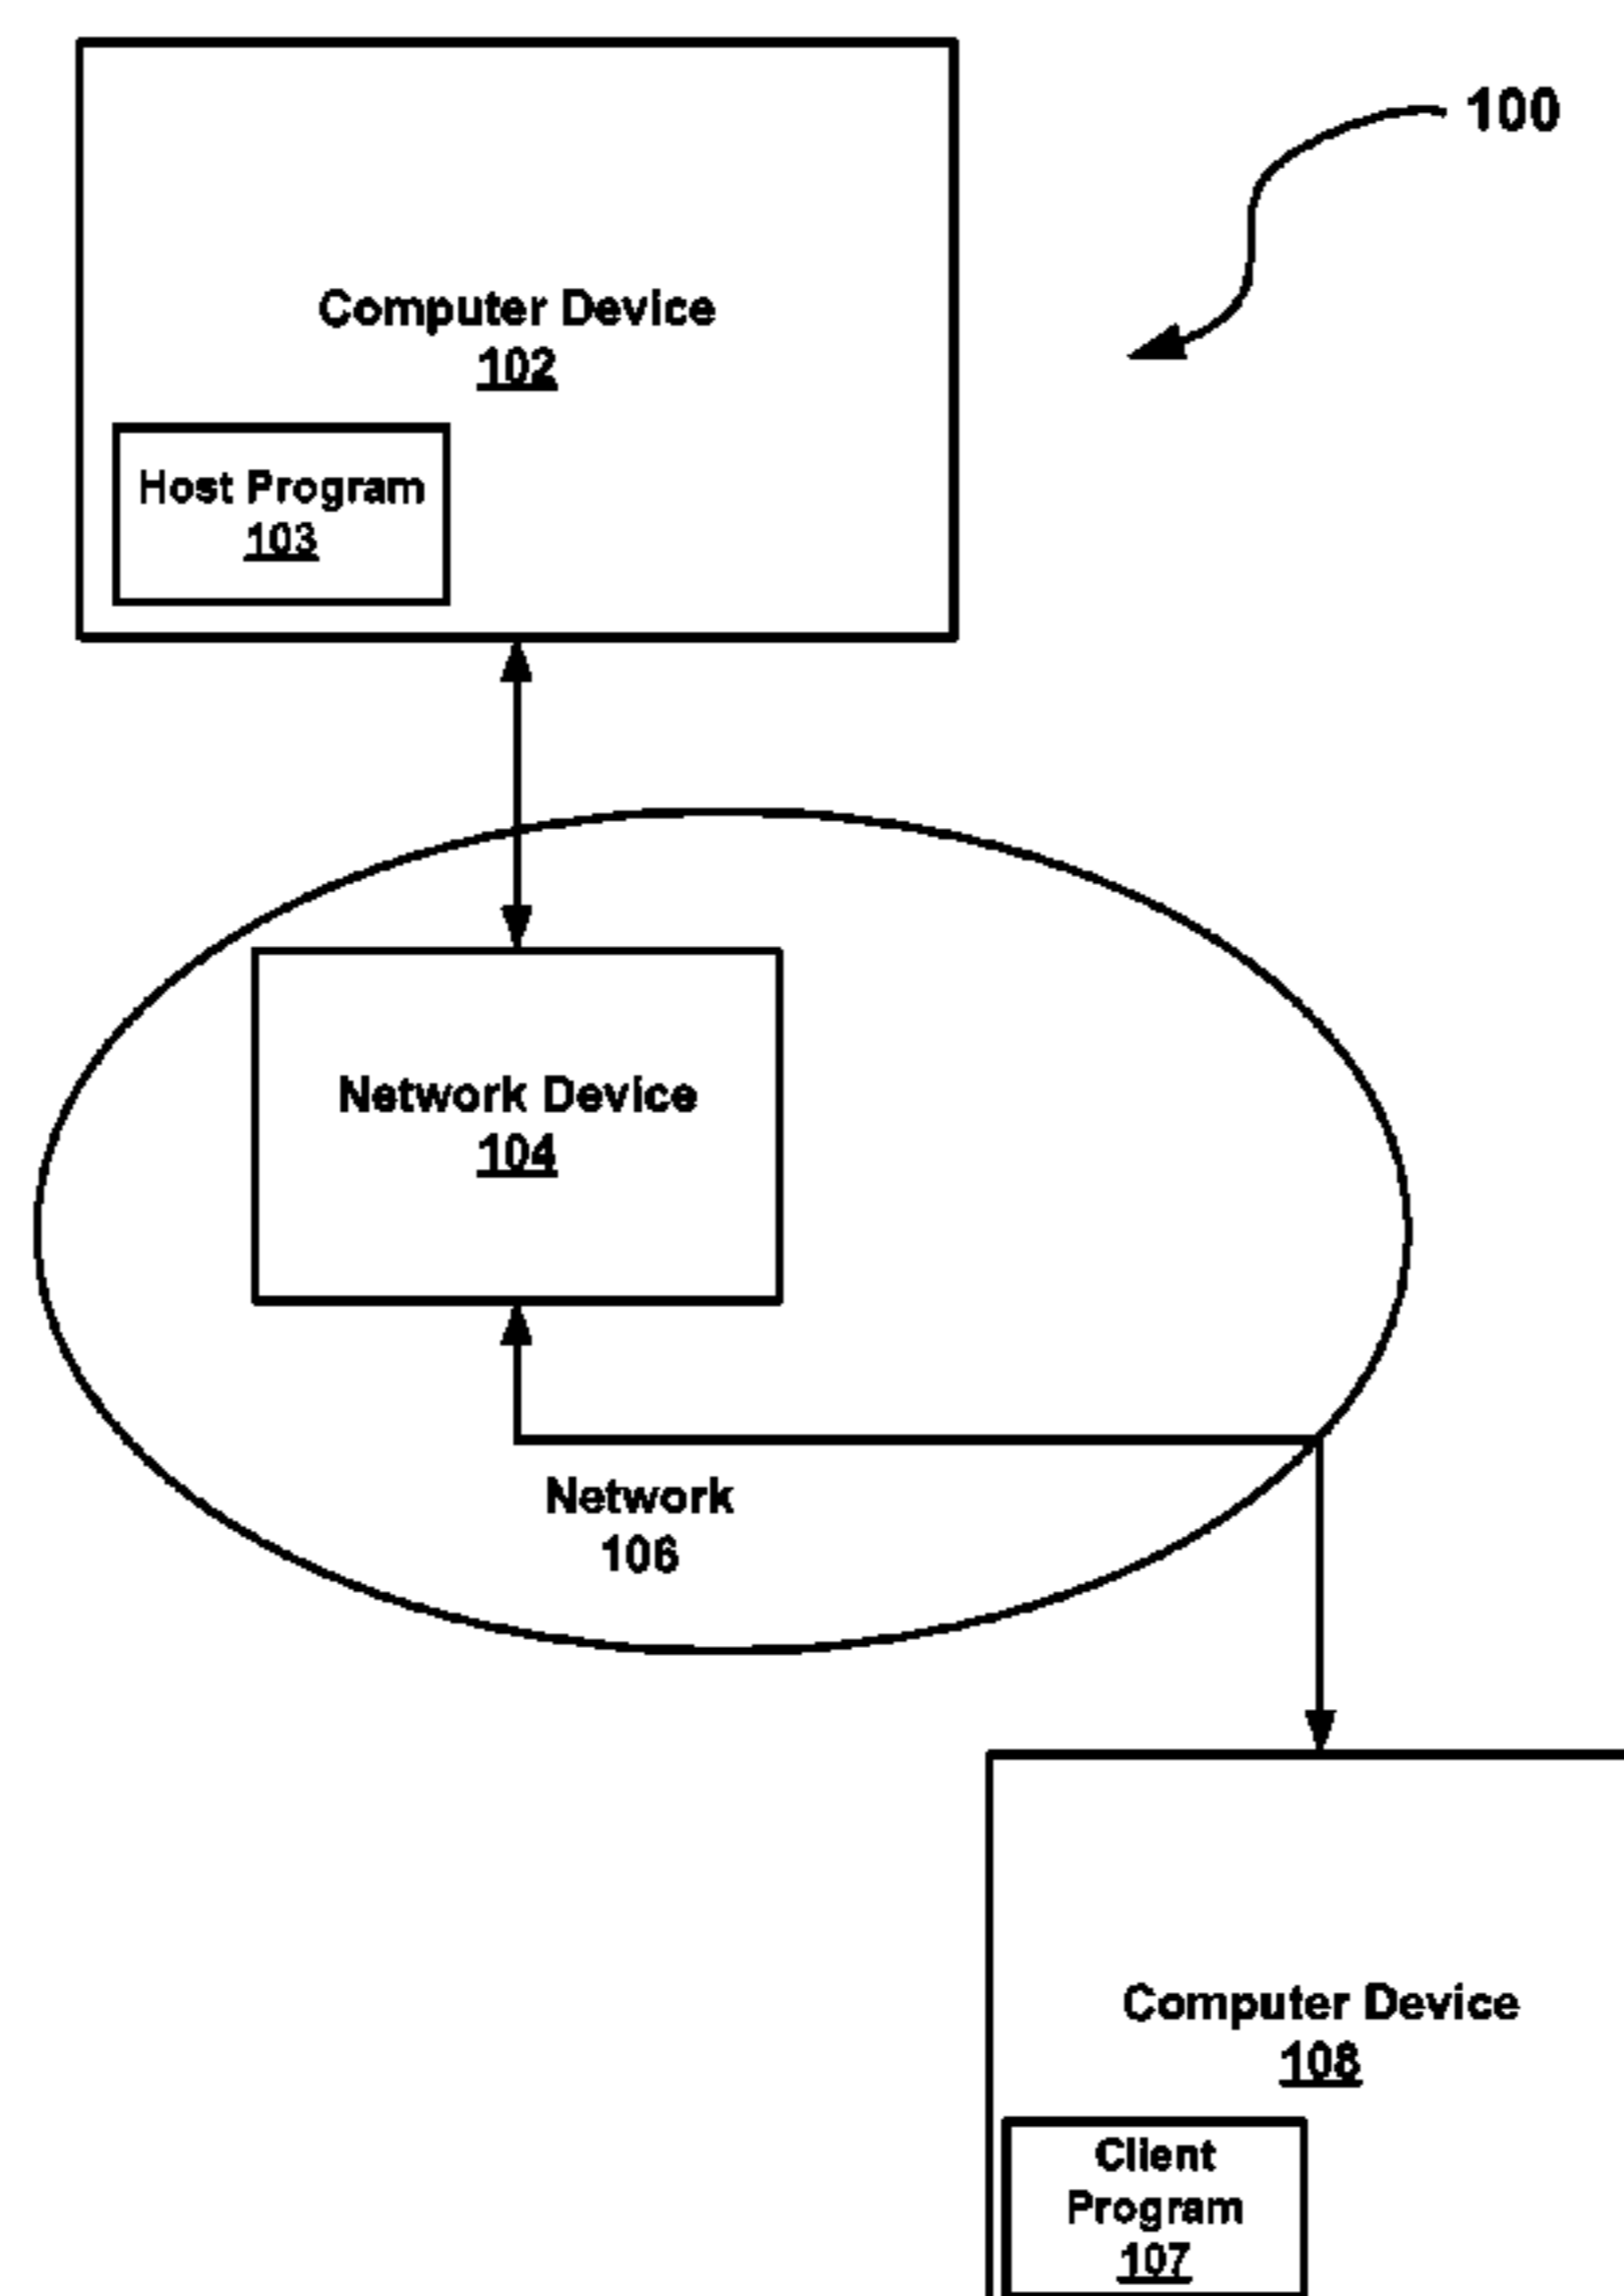 100
Computer Device
102
Host Program
103
Network Device
104
Network
106
Computer Device
108
Client
Program
107